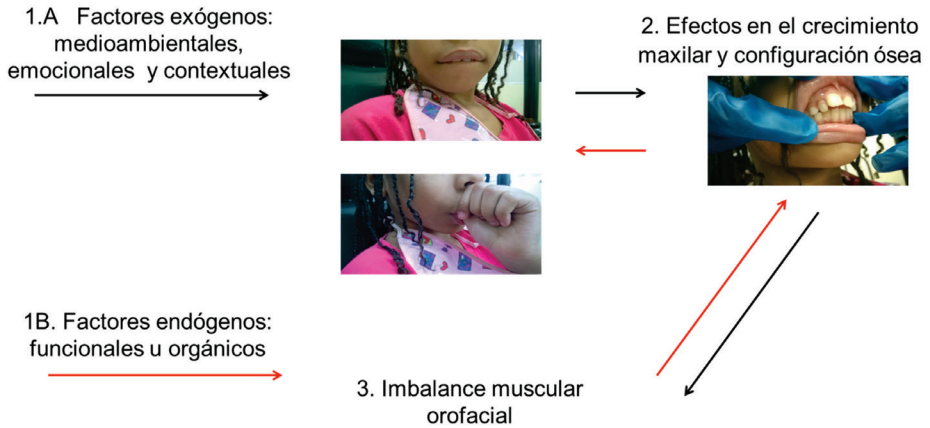 1.A Factores exógenos:
medioambientales,
emocionales y contextuales
2. Efectos en el crecimiento
maxilar y configuración ósea
1B. Factores endógenos:
funcionales u orgánicos
3. Imbalance muscular
orofacial